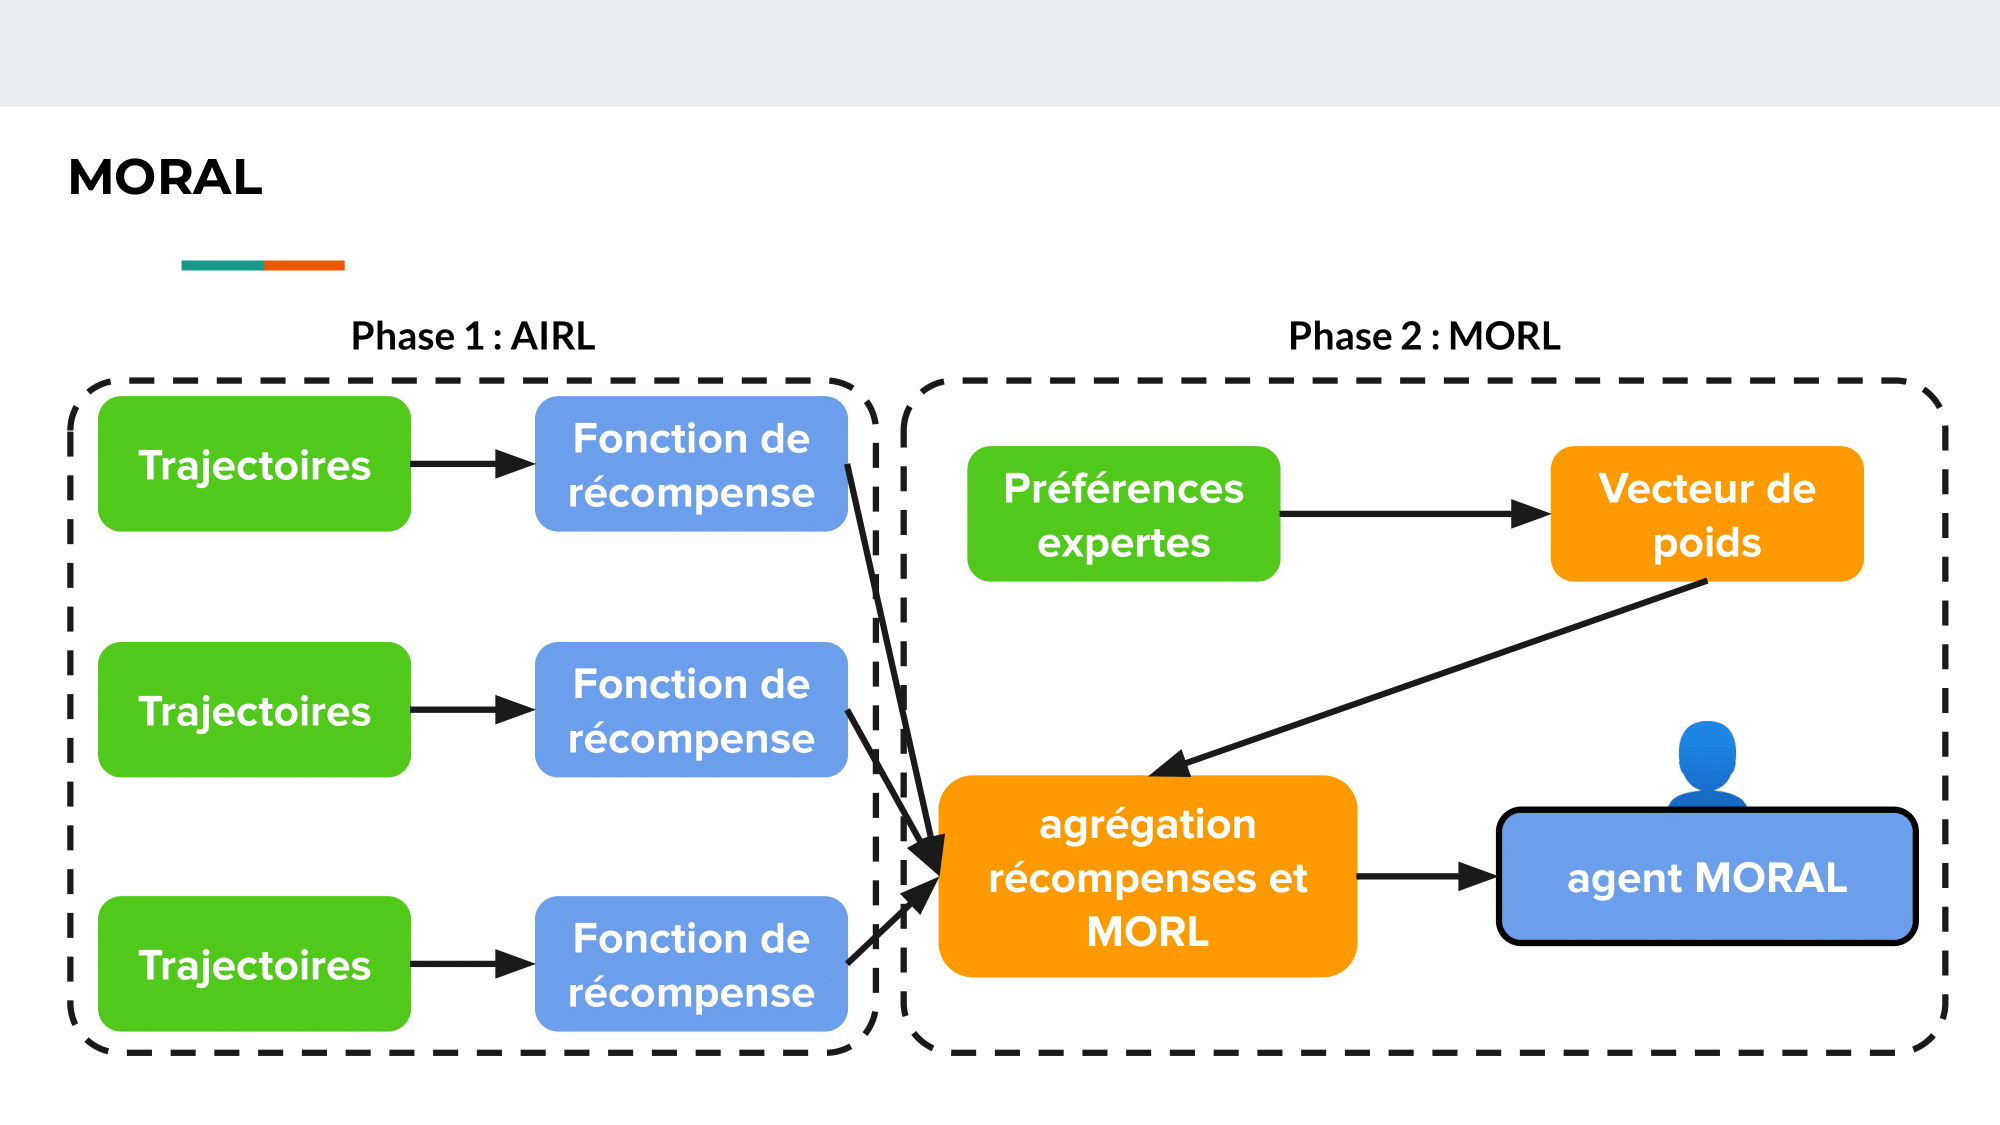 MORAL
Phase 1 : AIRL
Trajectoires
Fonction de
récompense
Trajectoires
Fonction de
récompense
Trajectoires
Fonction de
récompense
Phase 2 : MORL
Préférences
expertes
Vecteur de
poids
agrégation
récompenses et
MORL
agent MORAL